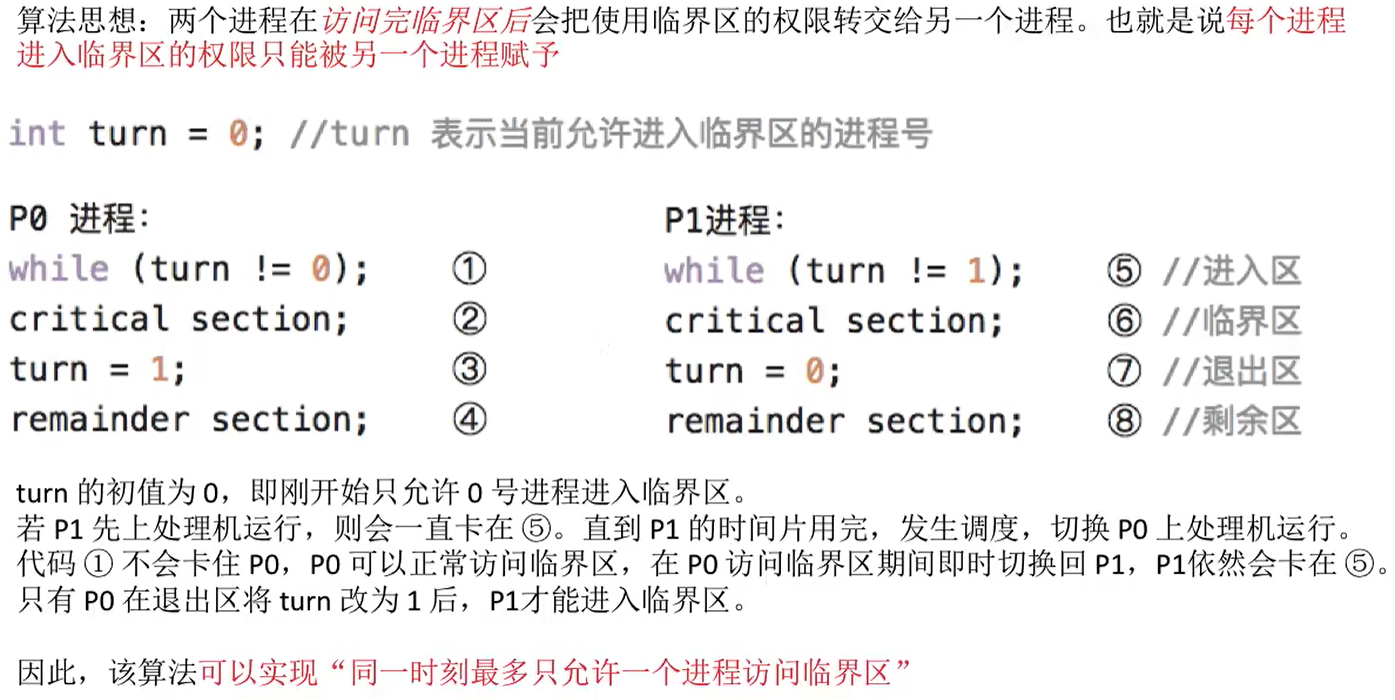 算法思想：两个进程在访问完临界区后会把使用临界区的权限转交给另一个进程。也就是说每个进程
进入临界区的权限只能被另一个进程赋予
int turn = 0; //turn 表示当前允许进入临界区的进程号
P0 进程： P1进程：
while (turn != 0); ① while (turn != 1); ⑤ //进入区
critical section; ② critical section; ⑥ //临界区
turn = 1; ③ turn = 0; ⑦ //退出区
remainder section; ④ remainder section; ⑧ //剩余区
turn 的初值为 0，即刚开始只允许 0 号进程进入临界区。
若 P1 先上处理机运行，则会一直卡在 ⑤。直到 P1 的时间片用完，发生调度，切换 P0 上处理机运行。
代码 ① 不会卡住 P0，P0 可以正常访问临界区，在 P0 访问临界区期间即时切换回 P1，P1依然会卡在 ⑤。
只有 P0 在退出区将 turn 改为 1 后，P1才能进入临界区。
因此，该算法可以实现“同一时刻最多只允许一个进程访问临界区”